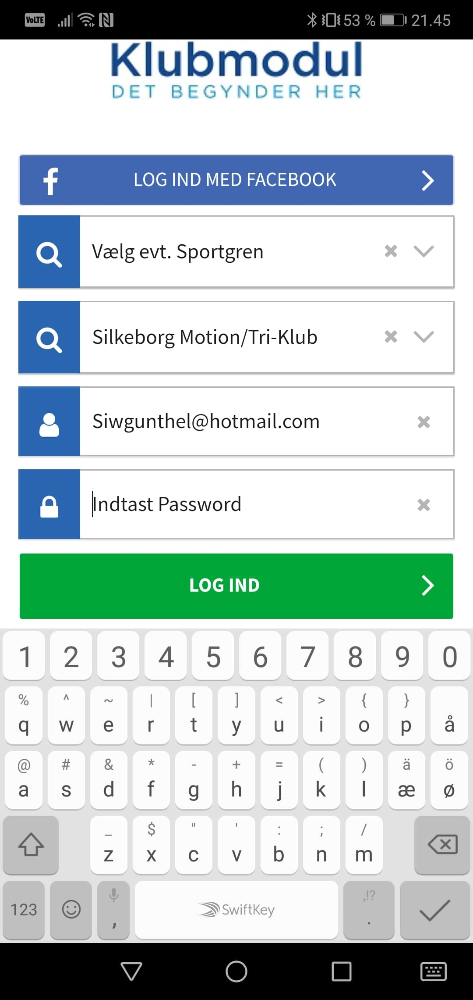 VoLTE 53 % 21.45
Klubmodul
DET BEGYNDER HER
f LOG IND MED FACEBOOK
Vælg evt. Sportgren
Silkeborg Motion/Tri-Klub
Siwgunthel@hotmail.com
Indtast Password
LOG IND
1 2 3 4 5 6 7 8 9 0
% ^ ~ | [ ] < > { }
q w e r t y u i o p å
@ # & * - + = ( ) ä ö
a s d f g h j k l æ ø
_ $ " ' : ; /
z x c v b n m
,!?
123 , SwiftKey .